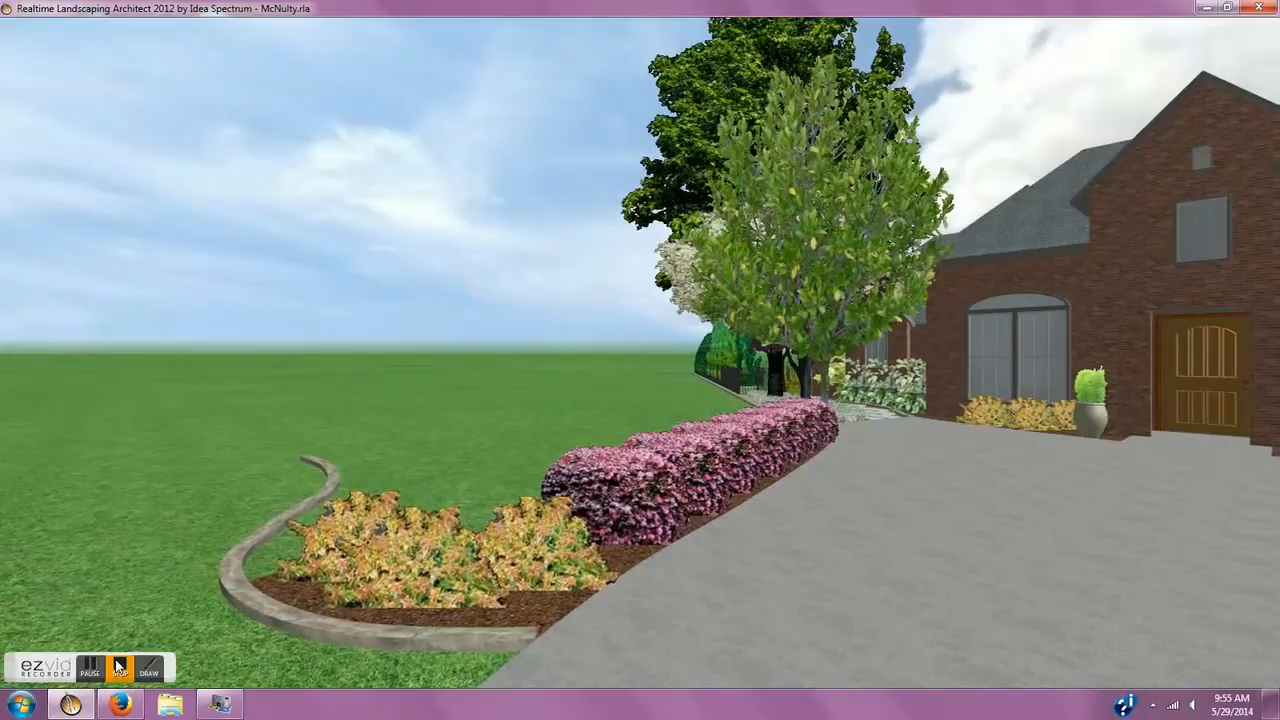 Realtime Landscaping Architect 2012 by Idea Spectrum - McNulty.rla
ezvid
RECORDER
PAUSE
STOP
DRAW
9:55 AM
5/29/2014